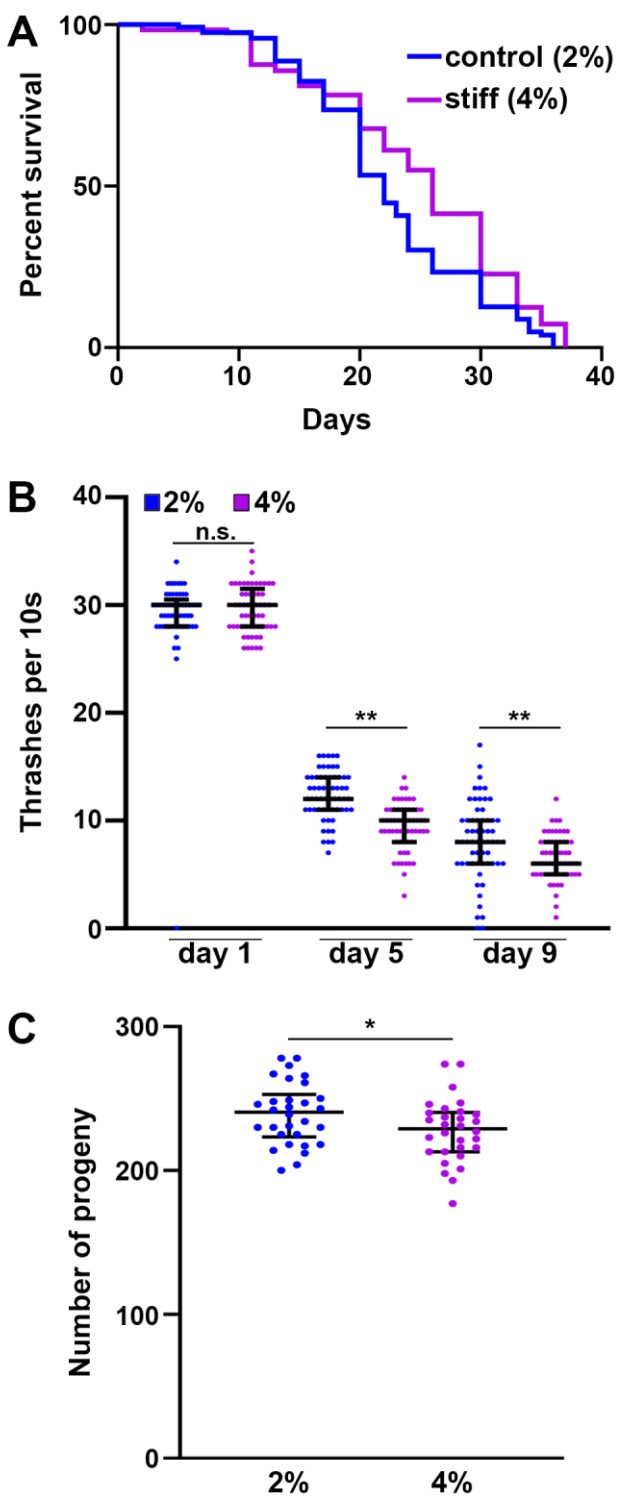 A
Percent survival
100
50
0
control (2%)
stiff (4%)
0 10 20 30 40
Days
B
Thrashes per 10s
40
30
20
10
0
2% 4%
n.s.
**
**
day 1 day 5 day 9
C
Number of progeny
300
200
100
0
*
2% 4%